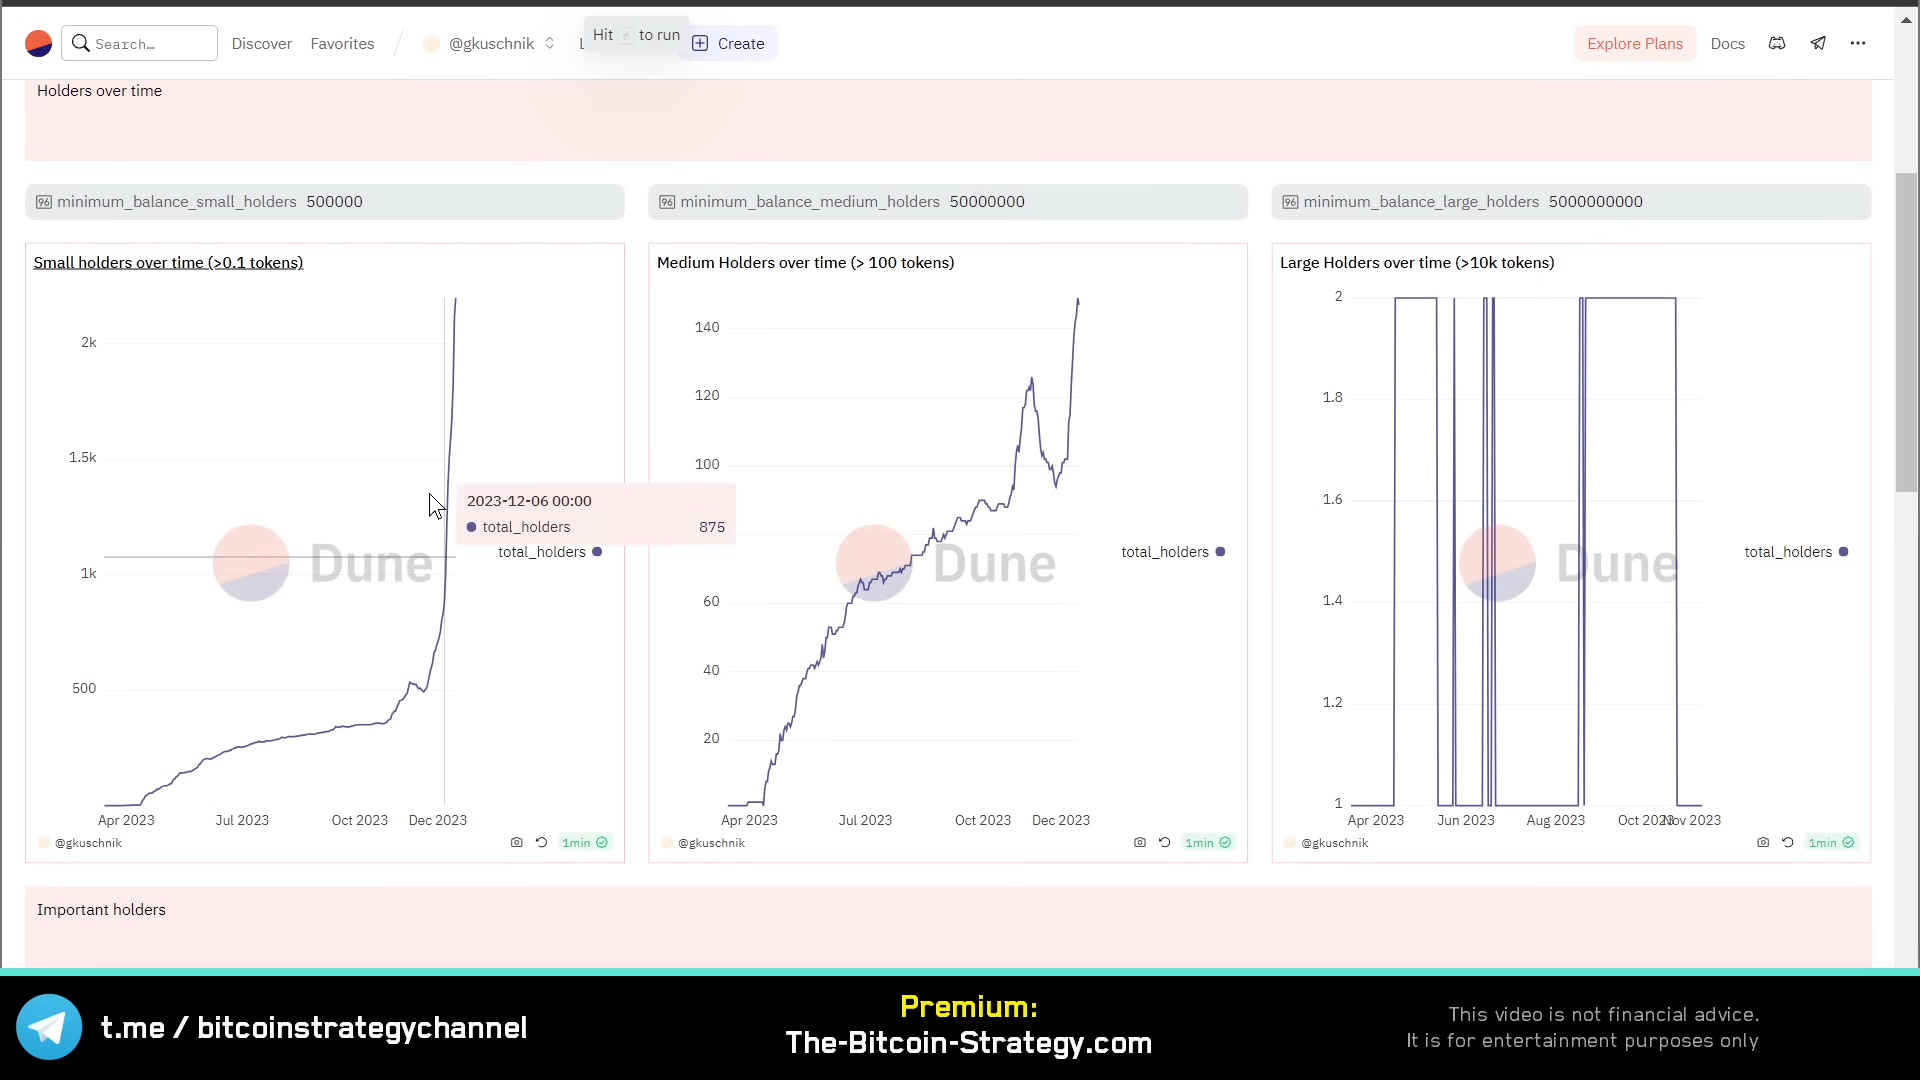 Search…
Discover
Favorites
@gkuschnik
Hit to run
Create
Explore Plans
Docs
Holders over time
minimum_balance_small_holders 500000
minimum_balance_medium_holders 50000000
minimum_balance_large_holders 5000000000
Small holders over time (>0.1 tokens)
2k
1.5k
1k
500
Dune
2023-12-06 00:00
total_holders 875
total_holders
Apr 2023 Jul 2023 Oct 2023 Dec 2023
@gkuschnik
1min
Medium Holders over time (> 100 tokens)
140
120
100
60
40
20
Dune
total_holders
Apr 2023 Jul 2023 Oct 2023 Dec 2023
@gkuschnik
1min
Large Holders over time (>10k tokens)
2
1.8
1.6
1.4
1.2
1
Dune
total_holders
Apr 2023 Jun 2023 Aug 2023 Oct 2023 Nov 2023
@gkuschnik
1min
Important holders
t.me / bitcoinstrategychannel
Premium:
The-Bitcoin-Strategy.com
This video is not financial advice.
It is for entertainment purposes only